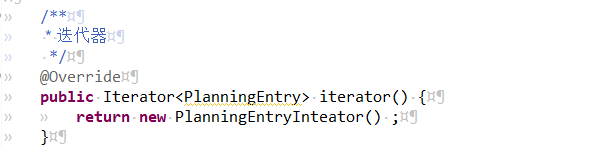 /**
 * 迭代器
 */
@Override
public Iterator<PlanningEntry> iterator() {
    return new PlanningEntryInteator() ;
}